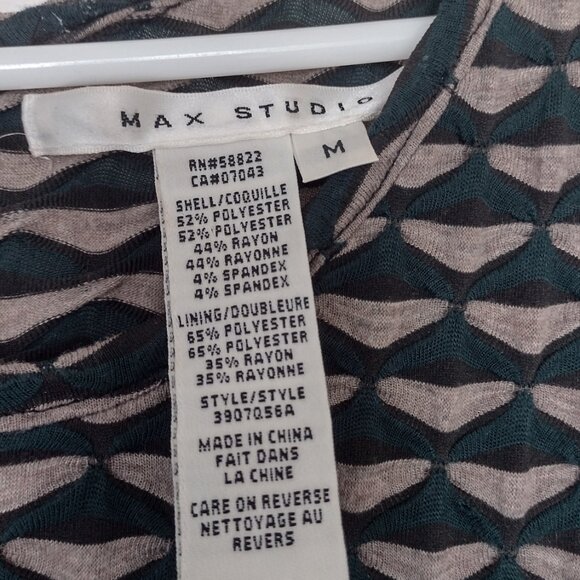 MAX STUDIO
M
RN#58822
CA#07043
SHELL/COQUILLE
52% POLYESTER
52% POLYESTER
44% RAYON
44% RAYONNE
4% SPANDEX
4% SPANDEX
LINING/DOUBLEURE
65% POLYESTER
65% POLYESTER
35% RAYON
35% RAYONNE
STYLE/STYLE
3907Q56A
MADE IN CHINA
FAIT DANS
LA CHINE
CARE ON REVERSE
NETTOYAGE AU
REVERS